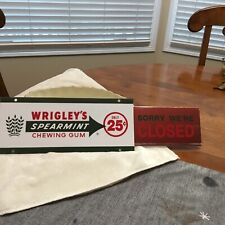 WRIGLEY'S
SPEARMINT
CHEWING GUM
ONLY
25¢
SORRY WE'RE
CLOSED